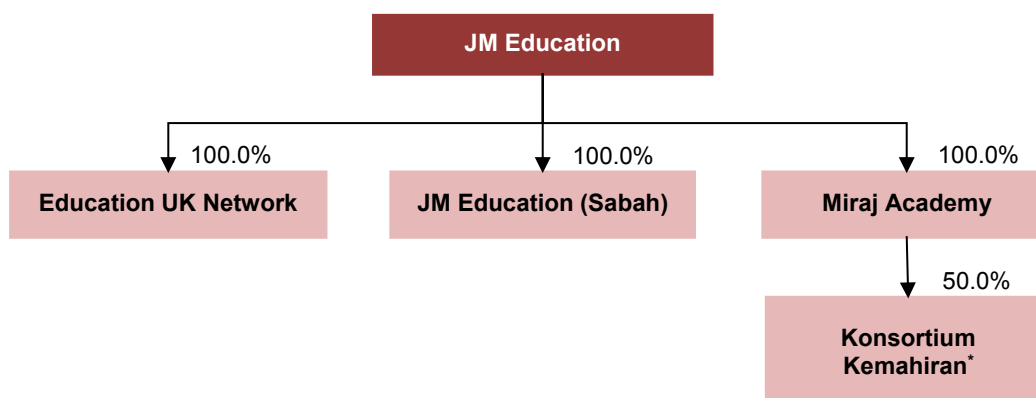 JM Education
100.0%
100.0%
100.0%
Education UK Network
JM Education (Sabah)
Miraj Academy
50.0%
Konsortium
Kemahiran*